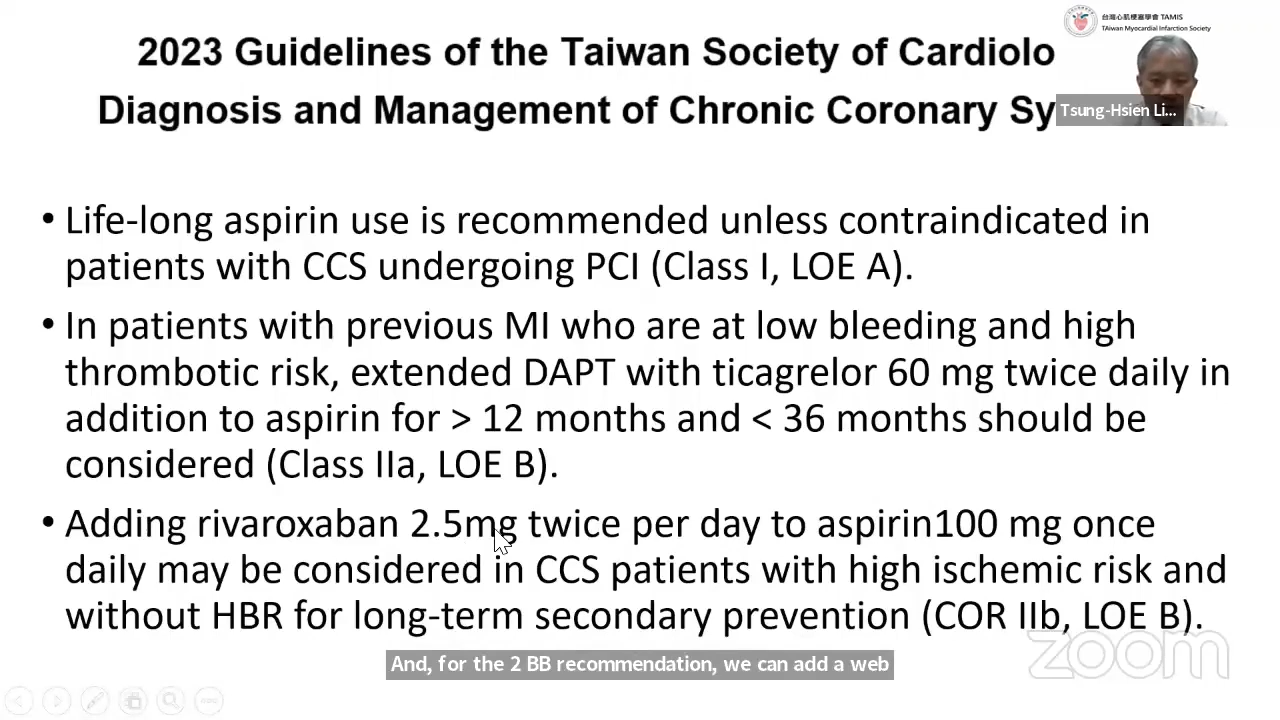 台灣心肌梗塞學會 TAMIS
TAiwan Myocardial Infarction Society
2023 Guidelines of the Taiwan Society of Cardiolo
Diagnosis and Management of Chronic Coronary Sy
Tsung-Hsien Li...
• Life-long aspirin use is recommended unless contraindicated in
patients with CCS undergoing PCI (Class I, LOE A).
• In patients with previous MI who are at low bleeding and high
thrombotic risk, extended DAPT with ticagrelor 60 mg twice daily in
addition to aspirin for > 12 months and < 36 months should be
considered (Class IIa, LOE B).
• Adding rivaroxaban 2.5mg twice per day to aspirin100 mg once
daily may be considered in CCS patients with high ischemic risk and
without HBR for long-term secondary prevention (COR IIb, LOE B).
zoom
And, for the 2 BB recommendation, we can add a web